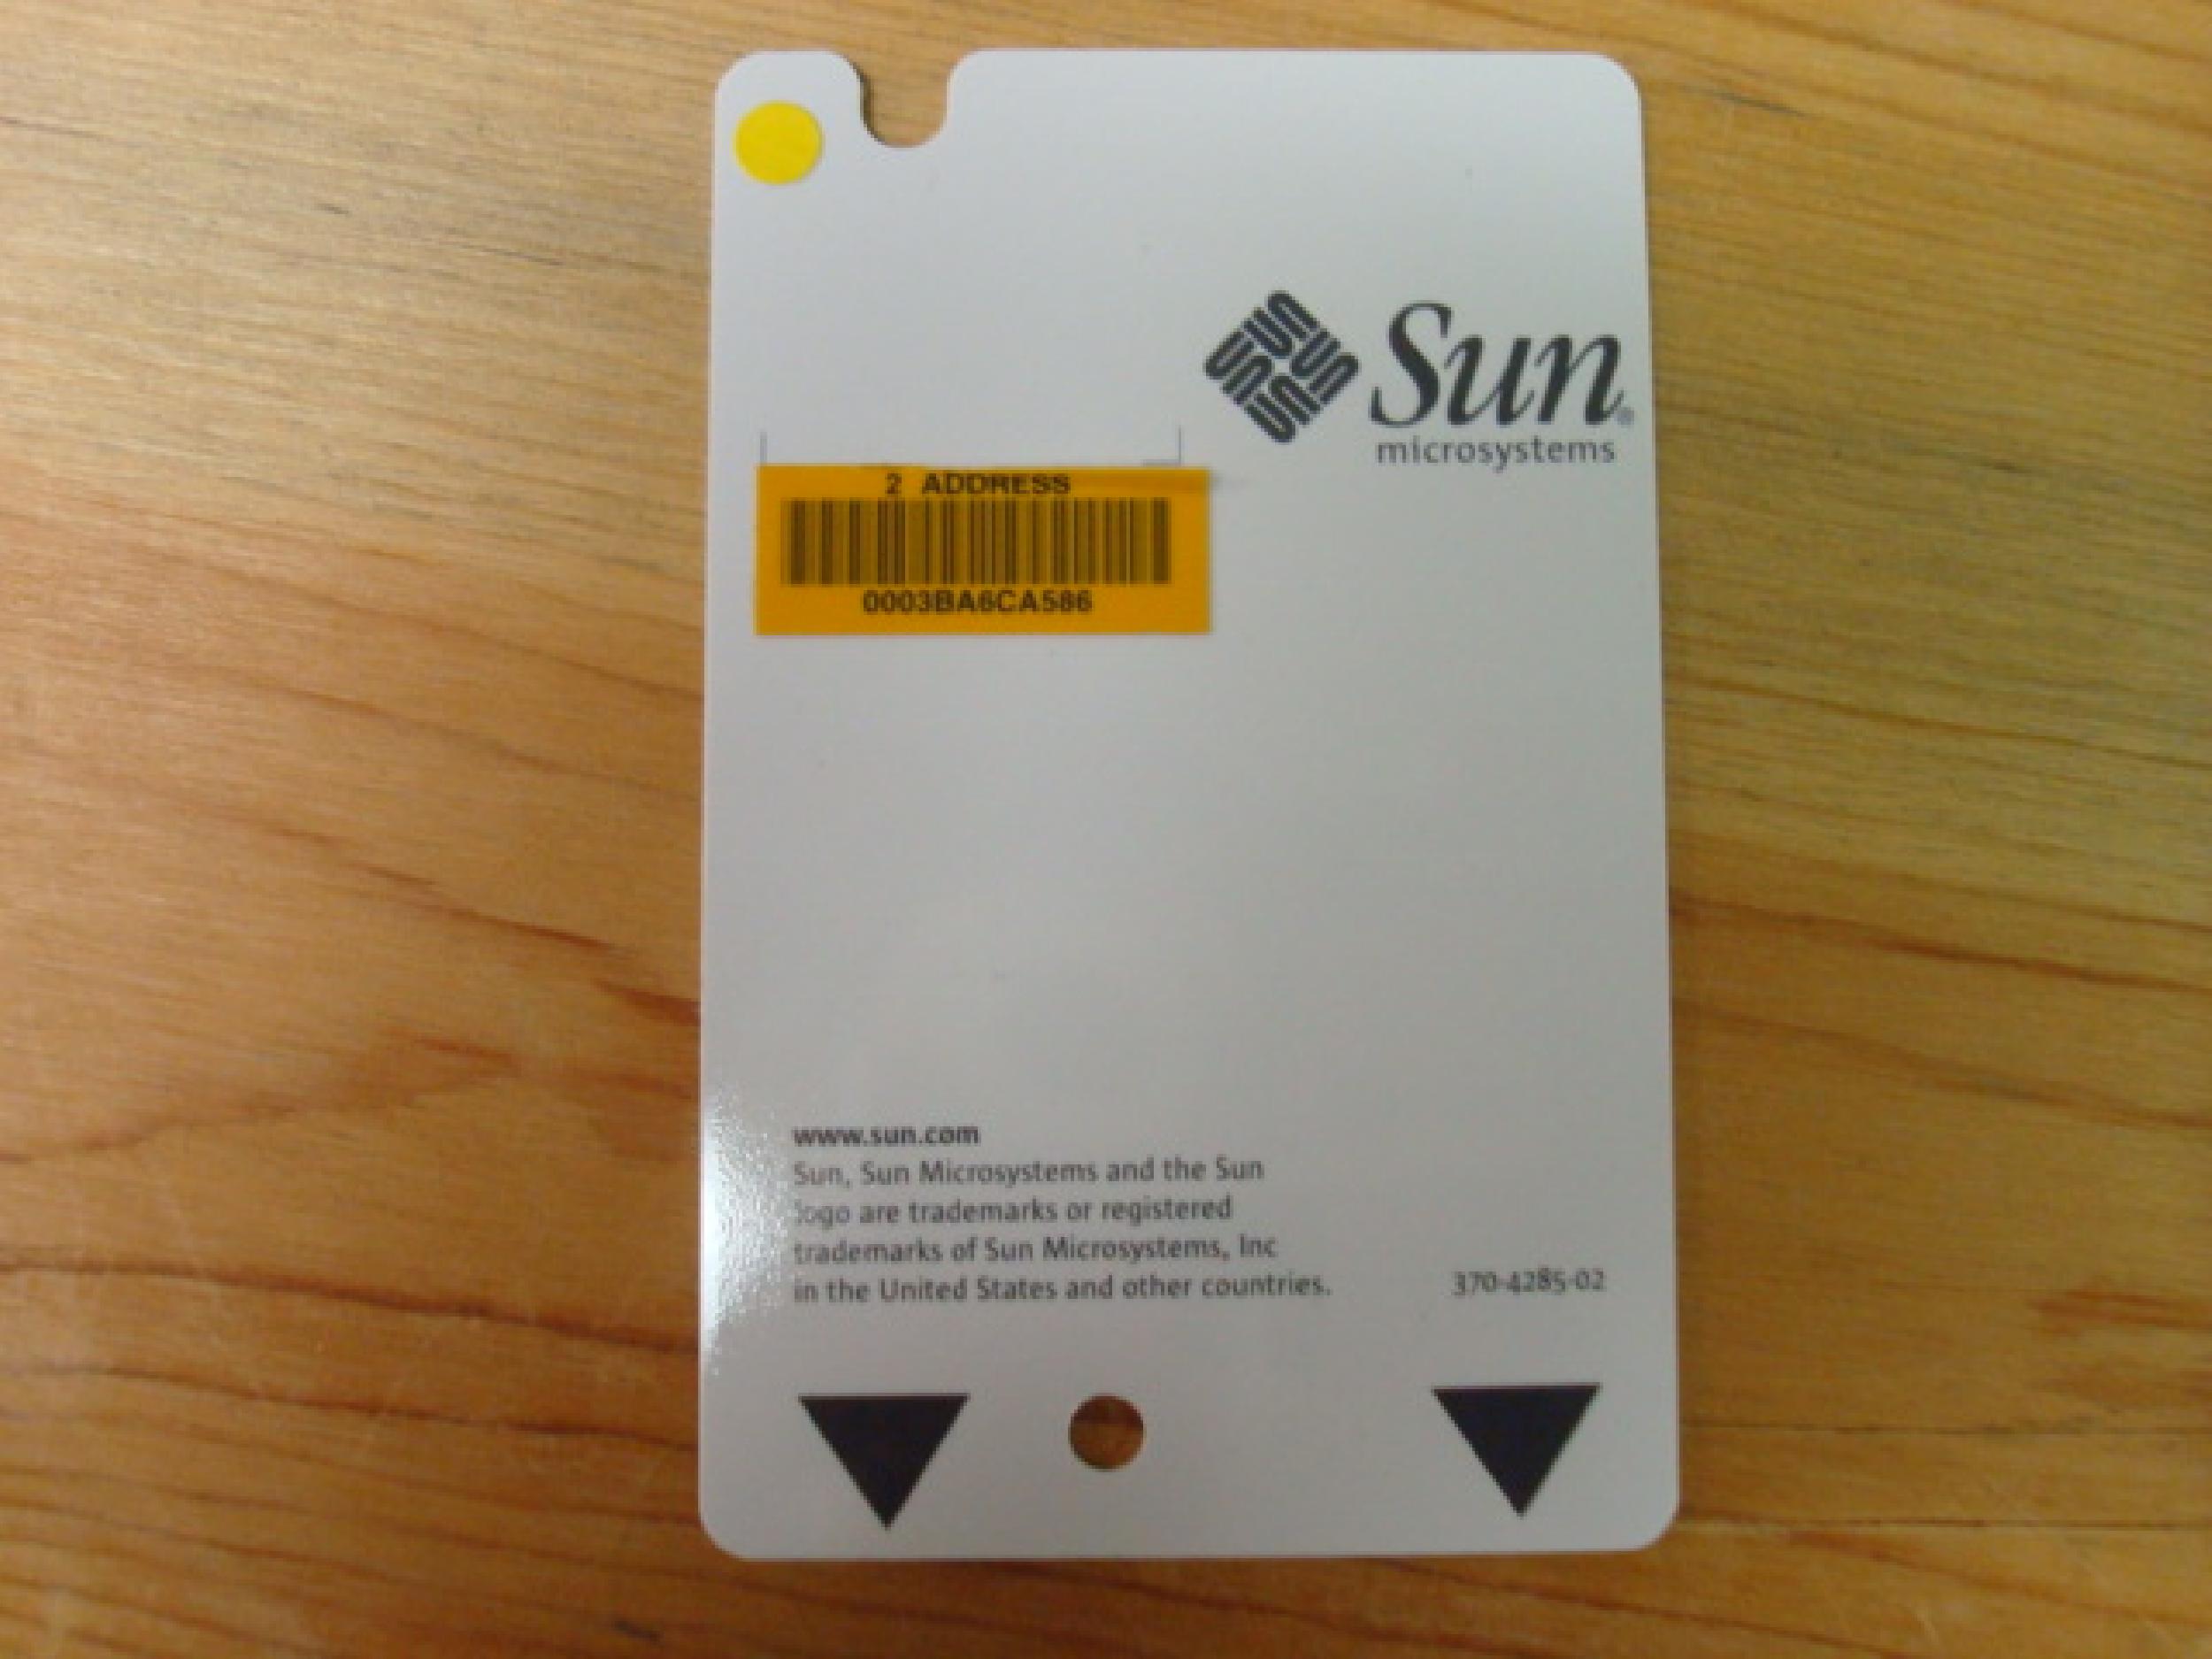 Sun®
microsystems
2 ADDRESS
0003BA6CA586
www.sun.com
Sun, Sun Microsystems and the Sun
logo are trademarks or registered
trademarks of Sun Microsystems, Inc
in the United States and other countries.
370-4285-02